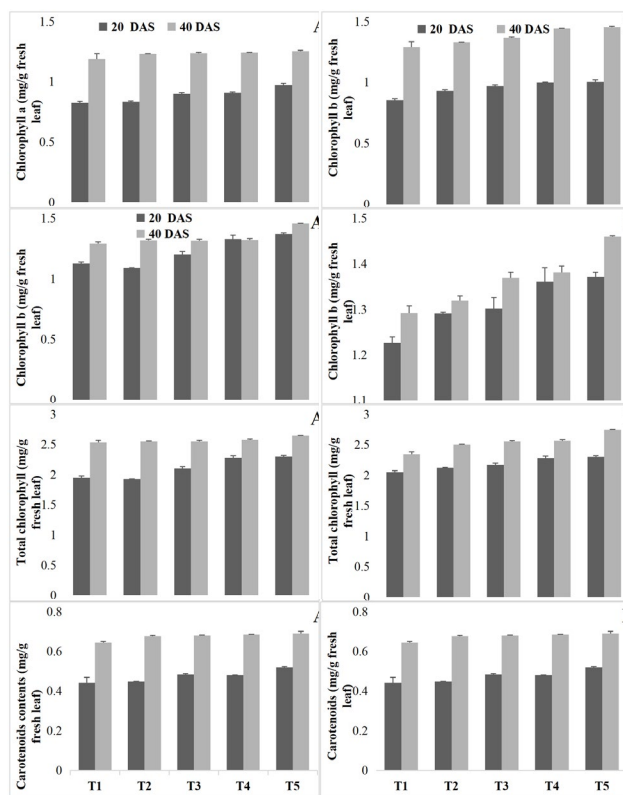 20 DAS 40 DAS
A
Chlorophyll a (mg/g fresh
leaf)
1.5
1
0.5
0
20 DAS 40 DAS
Chlorophyll b (mg/g fresh
leaf)
1.5
1
0.5
0
20 DAS
40 DAS
A
Chlorophyll b (mg/g fresh
leaf)
1.5
1
0.5
0
Chlorophyll b (mg/g fresh
leaf)
1.5
1.4
1.3
1.2
1.1
A
Total chlorophyll (mg/g
fresh leaf)
3
2.5
2
1.5
1
0.5
0
Total chlorophyll (mg/g
fresh leaf)
3
2.5
2
1.5
1
0.5
0
A
Carotenoids contents (mg/g
fresh leaf)
0.8
0.6
0.4
0.2
0
T1 T2 T3 T4 T5
Carotenoids (mg/g fresh
leaf)
0.8
0.6
0.4
0.2
0
T1 T2 T3 T4 T5